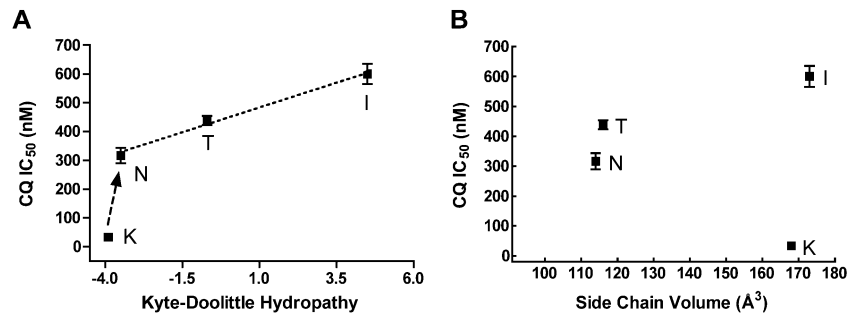 A
CQ IC50 (nM)
700
600
500
400
300
200
100
0
-4.0 -1.5 1.0 3.5 6.0
Kyte-Doolittle Hydropathy
K
N
T
I
B
CQ IC50 (nM)
700
600
500
400
300
200
100
0
100 110 120 130 140 150 160 170 180
Side Chain Volume (Å3)
I
T
N
K